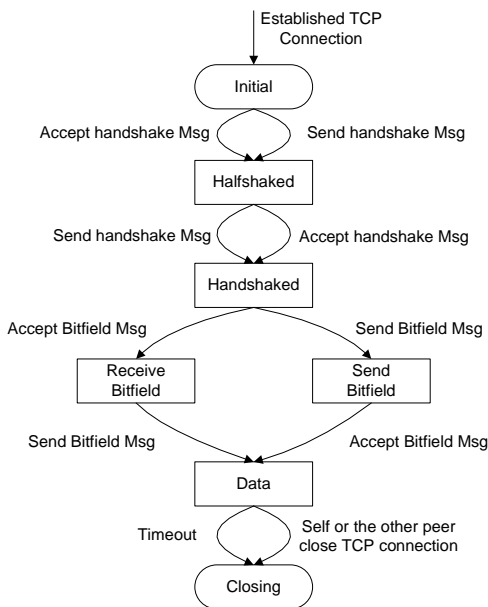 Established TCP
Connection
Initial
Accept handshake Msg
Send handshake Msg
Halfshaked
Send handshake Msg
Accept handshake Msg
Handshaked
Accept Bitfield Msg
Send Bitfield Msg
Receive
Bitfield
Send
Bitfield
Send Bitfield Msg
Accept Bitfield Msg
Data
Timeout
Self or the other peer
close TCP connection
Closing